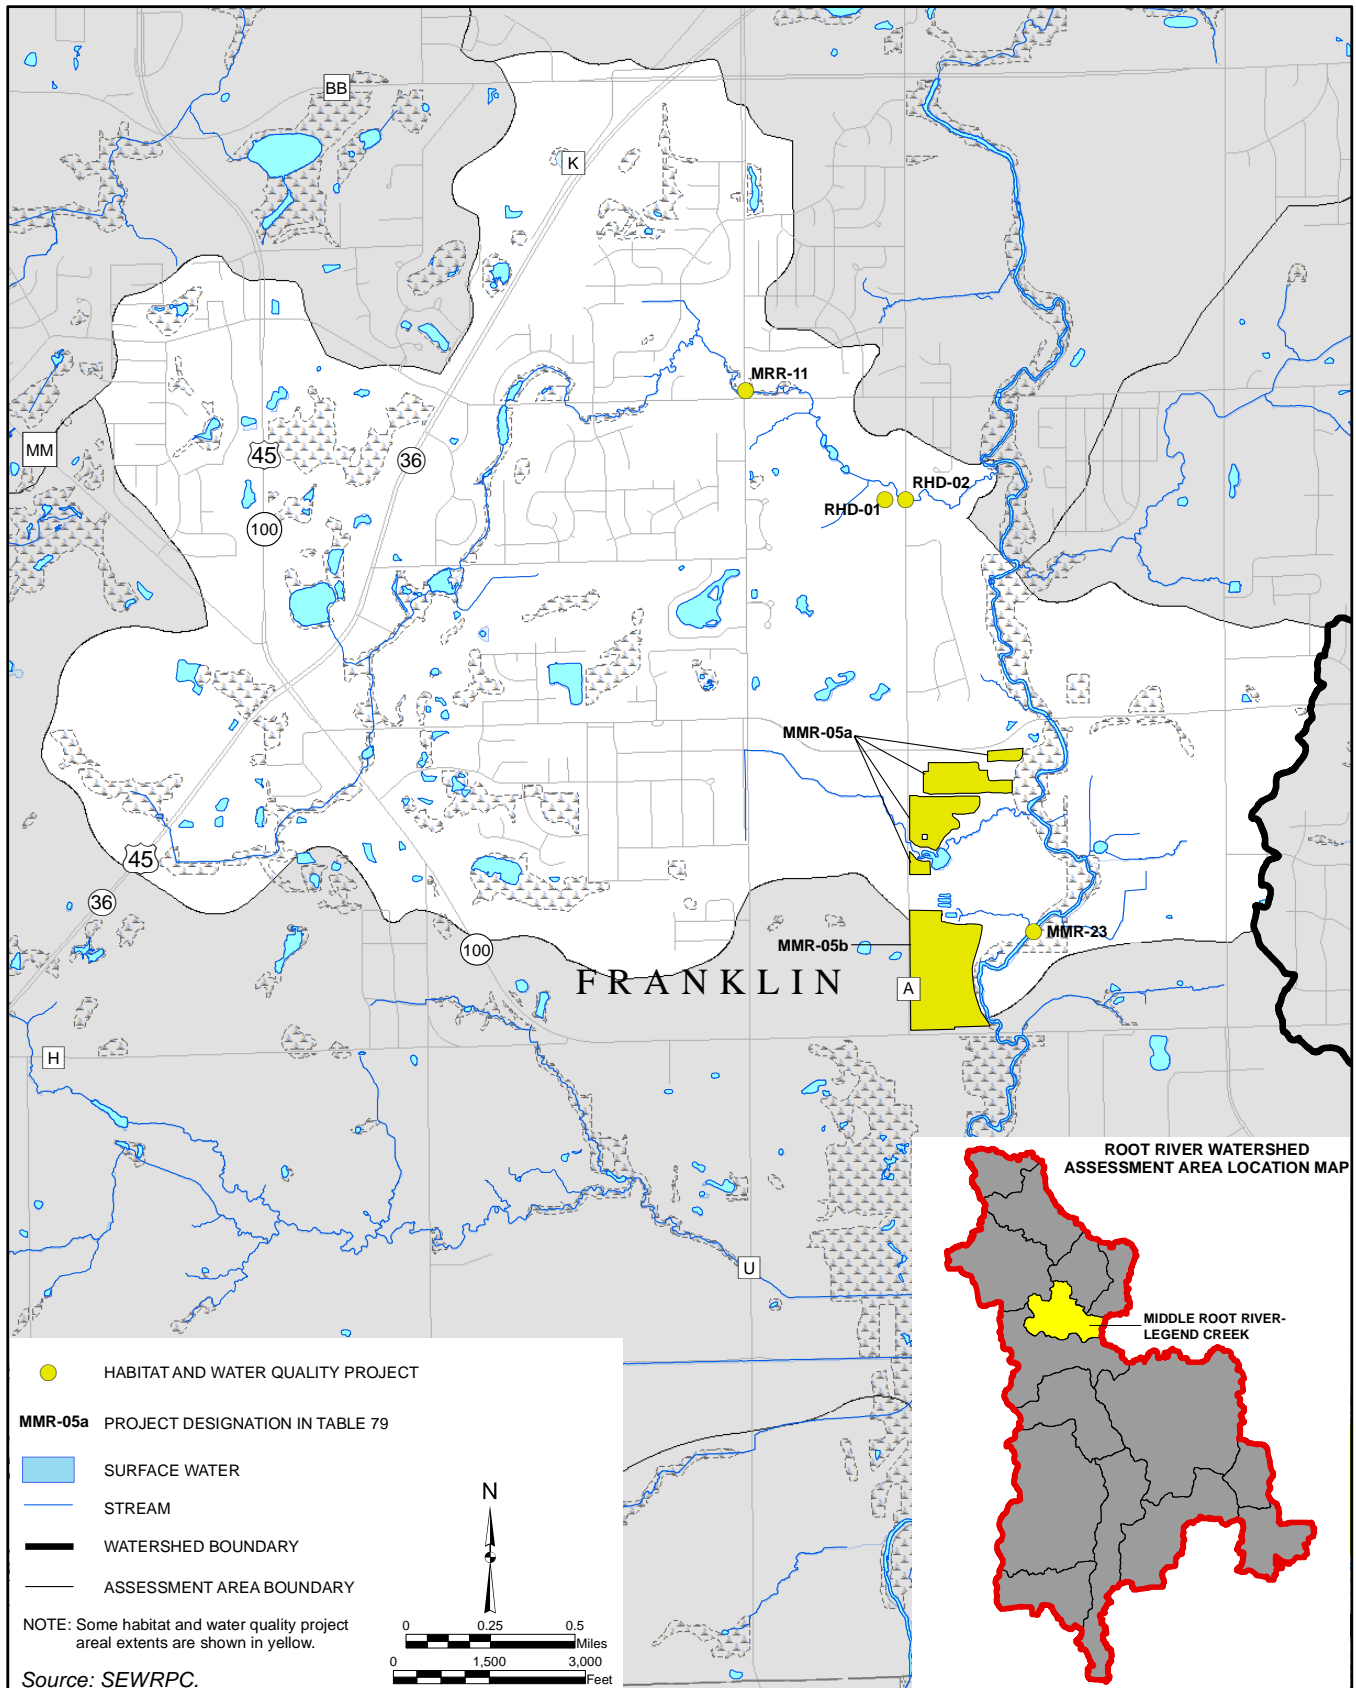 BB
K
MRR-11
MM
45
36
RHD-02
RHD-01
100
MMR-05a
45
36
MMR-23
100
MMR-05b
FRANKLIN
A
H
ROOT RIVER WATERSHED
ASSESSMENT AREA LOCATION MAP
U
MIDDLE ROOT RIVER-
LEGEND CREEK
HABITAT AND WATER QUALITY PROJECT
MMR-05a PROJECT DESIGNATION IN TABLE 79
SURFACE WATER
STREAM
WATERSHED BOUNDARY
ASSESSMENT AREA BOUNDARY
NOTE: Some habitat and water quality project
areal extents are shown in yellow.
Source: SEWRPC.
N
0 0.25 0.5
Miles
0 1,500 3,000
Feet